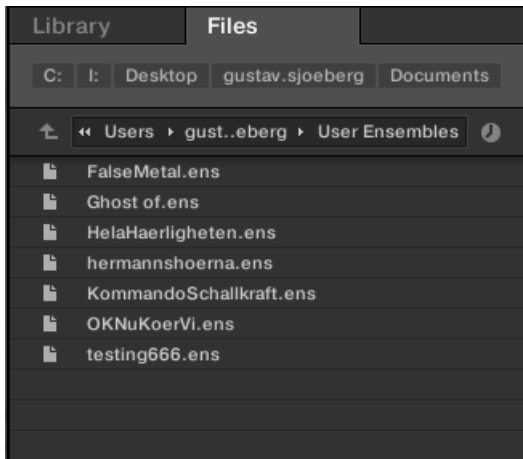 Library Files
C: I: Desktop gustav.sjoeberg Documents
Users gust..eberg User Ensembles
FalseMetal.ens
Ghost of.ens
HelaHaerligheten.ens
hermannshoerna.ens
KommandoSchallkraft.ens
OKNuKoerVi.ens
testing666.ens